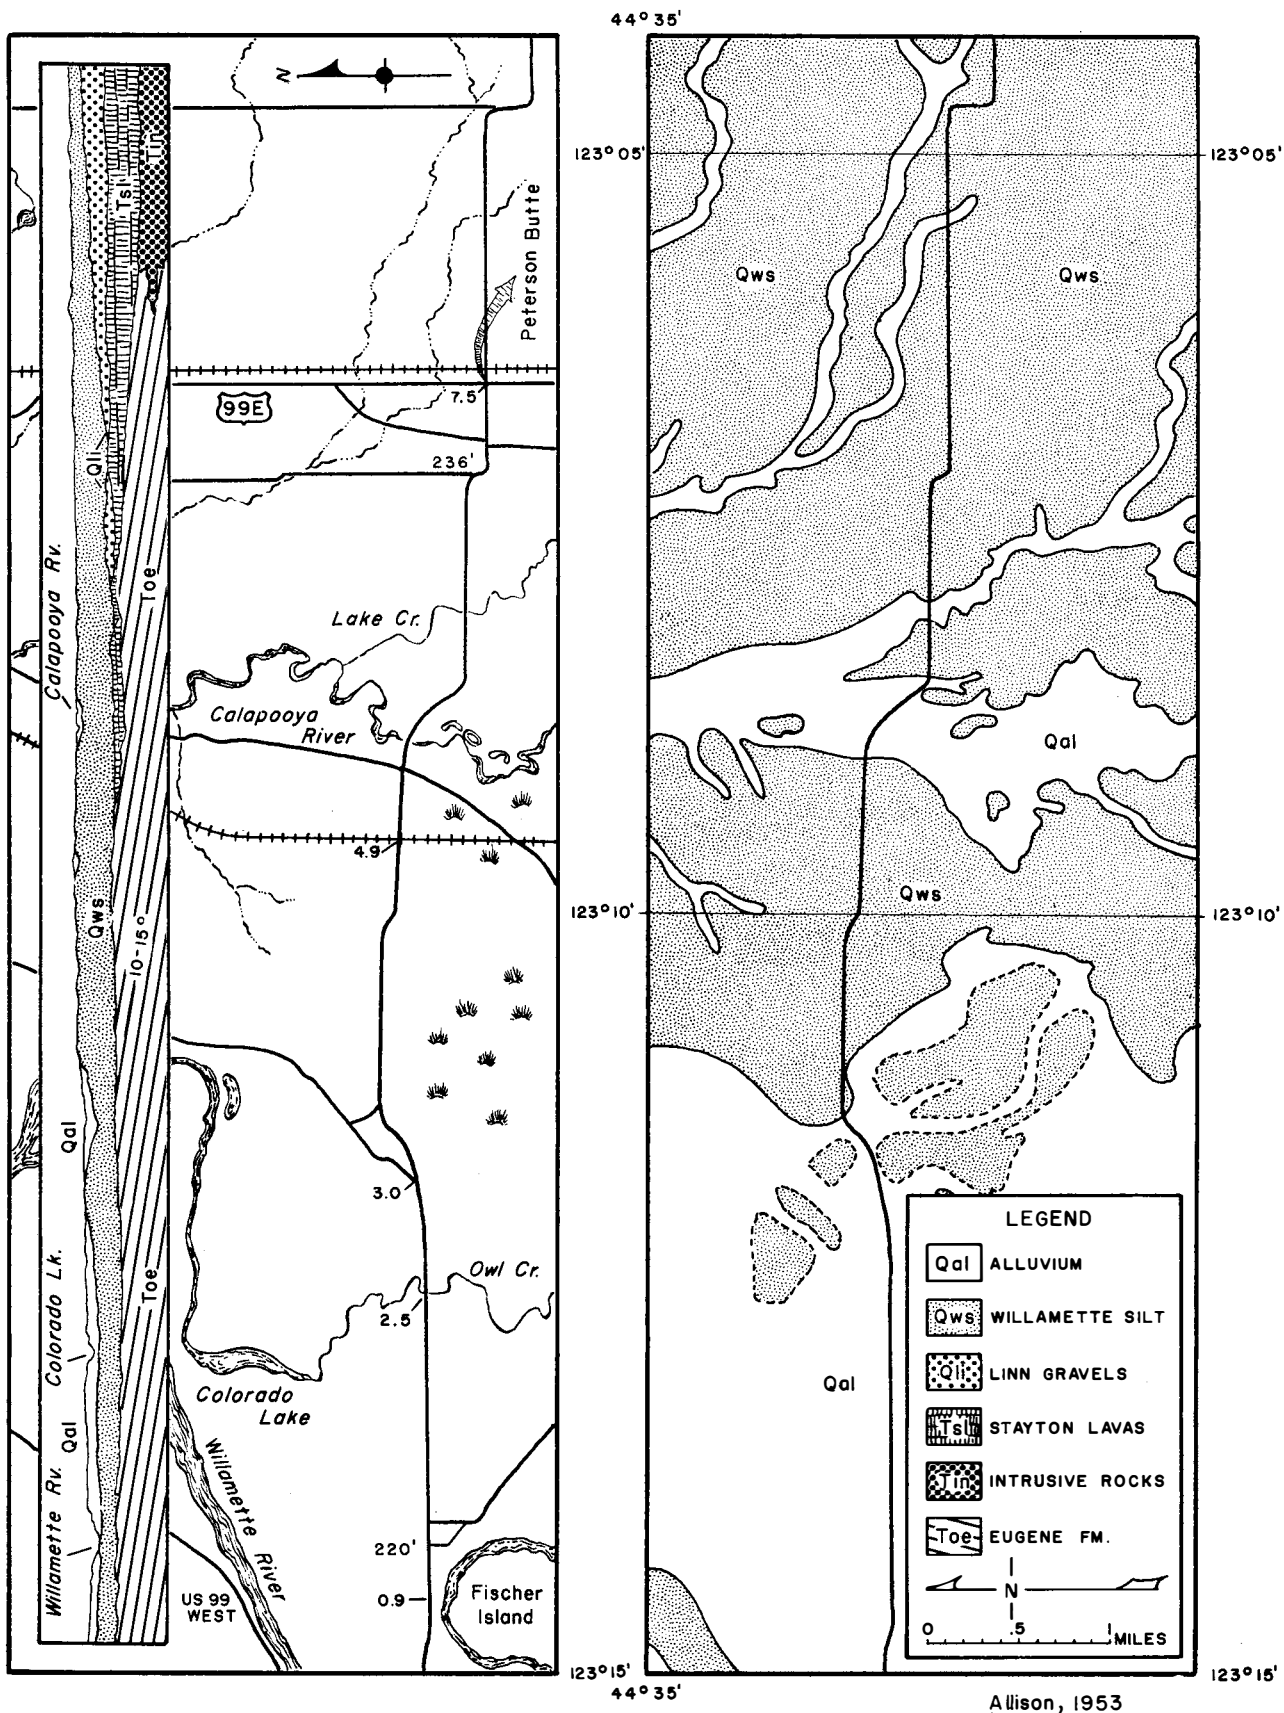 44° 35'
N
Tin
Tsl
Peterson Butte
99E
7.5
236'
Qli
Calapooya Rv.
Toe
Lake Cr.
Calapooya
River
4.9
Qws
10-15°
Qal
3.0
Owl Cr.
2.5
Colorado Lk.
Toe
Colorado
Lake
Qal
Willamette River
Willamette Rv.
220'
US 99
WEST
0.9
Fischer
Island
123° 05'
123° 05'
Qws
Qws
Qal
Qws
123° 10'
123° 10'
Qal
LEGEND
Qal ALLUVIUM
Qws WILLAMETTE SILT
Qli LINN GRAVELS
Tsl STAYTON LAVAS
Tin INTRUSIVE ROCKS
Toe EUGENE FM.
N
0 .5 1 MILES
123° 15'
123° 15'
44° 35'
Allison, 1953